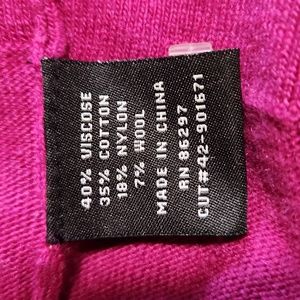 40% VISCOSE
35% COTTON
18% NYLON
7% WOOL
MADE IN CHINA
RN 86297
CUT#42-901671